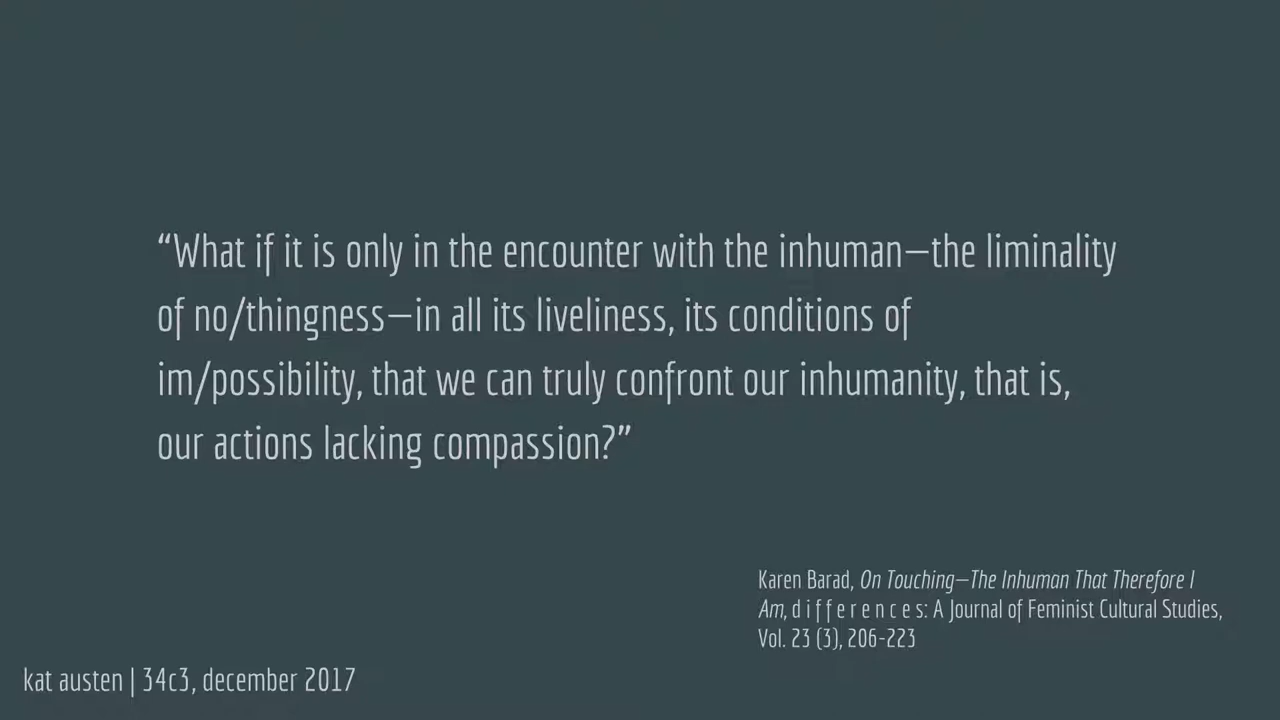 “What if it is only in the encounter with the inhuman—the liminality
of no/thingness—in all its liveliness, its conditions of
im/possibility, that we can truly confront our inhumanity, that is,
our actions lacking compassion?”
Karen Barad, On Touching—The Inhuman That Therefore I
Am, d i f f e r e n c e s: A Journal of Feminist Cultural Studies,
Vol. 23 (3), 206-223
kat austen | 34c3, december 2017